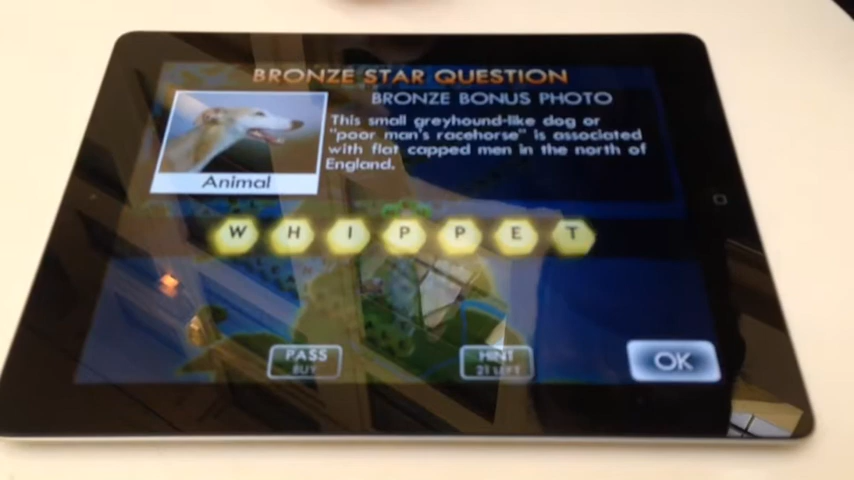 BRONZE STAR QUESTION
BRONZE BONUS PHOTO
This small greyhound-like dog or
"poor man's racehorse" is associated
with flat capped men in the north of
England.
Animal
W H I P P E T
PASS
BUY
HINT
21 LEFT
OK